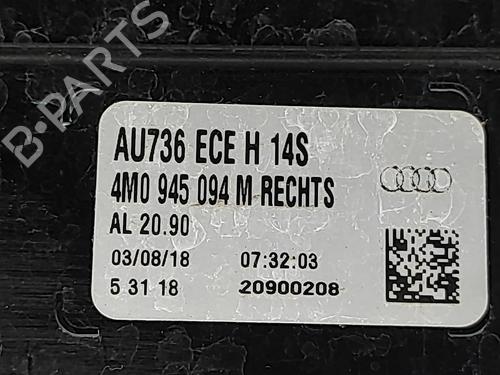 B-PARTS
AU736 ECE H 14S
4M0 945 094 M RECHTS
AL 20.90
03/08/18 07:32:03
5 31 18 20900208